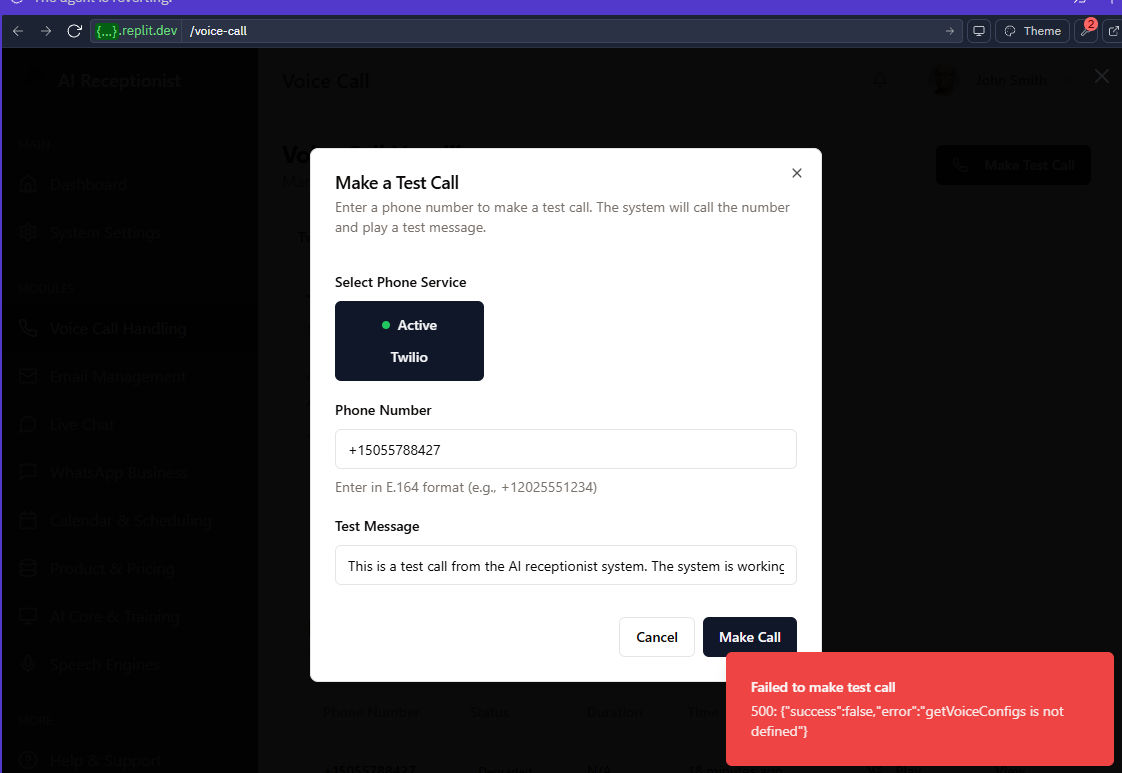 The agent is reverting.
{...}.replit.dev /voice-call
Theme
2
AI Receptionist
Voice Call
John Smith
MAIN
Dashboard
System Settings
MODULES
Voice Call Handling
Email Management
Live Chat
WhatsApp Business
Calendar & Scheduling
Product & Pricing
AI Core & Training
Speech Engines
MORE
Help & Support
Make Test Call
Make a Test Call
Enter a phone number to make a test call. The system will call the number
and play a test message.
Select Phone Service
Active
Twilio
Phone Number
+15055788427
Enter in E.164 format (e.g., +12025551234)
Test Message
This is a test call from the AI receptionist system. The system is working
Cancel
Make Call
Phone Number Status Duration Time
+15055788427 N/A
Failed to make test call
500: {"success":false,"error":"getVoiceConfigs is not
defined"}